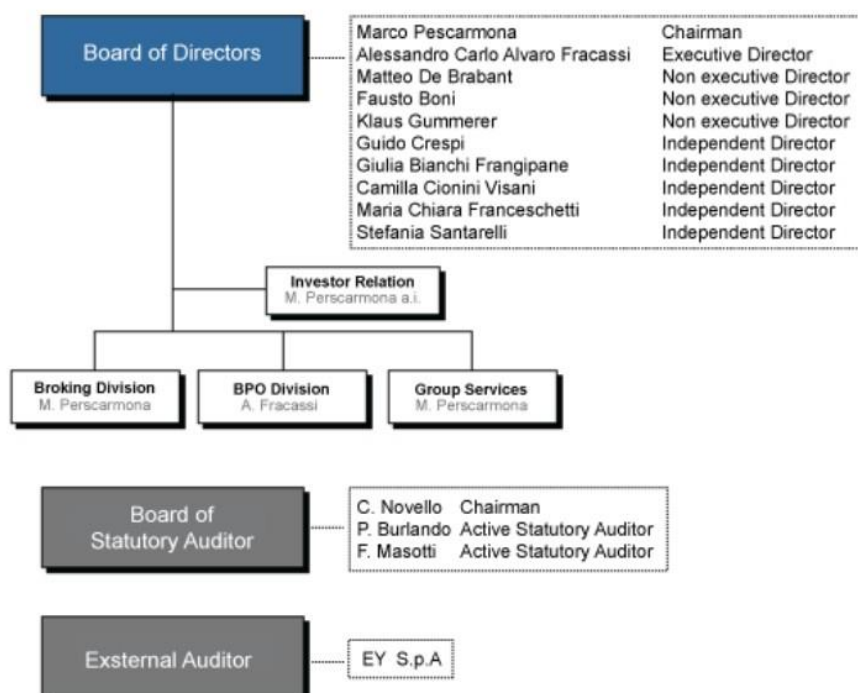 Board of Directors
Marco Pescarmona Chairman
Alessandro Carlo Alvaro Fracassi Executive Director
Matteo De Brabant Non executive Director
Fausto Boni Non executive Director
Klaus Gummerer Non executive Director
Guido Crespi Independent Director
Giulia Bianchi Frangipane Independent Director
Camilla Cionini Visani Independent Director
Maria Chiara Franceschetti Independent Director
Stefania Santarelli Independent Director
Investor Relation
M. Perscarmona a.i.
Broking Division
M. Perscarmona
BPO Division
A. Fracassi
Group Services
M. Perscarmona
Board of
Statutory Auditor
C. Novello Chairman
P. Burlando Active Statutory Auditor
F. Masotti Active Statutory Auditor
Exsternal Auditor
EY S.p.A